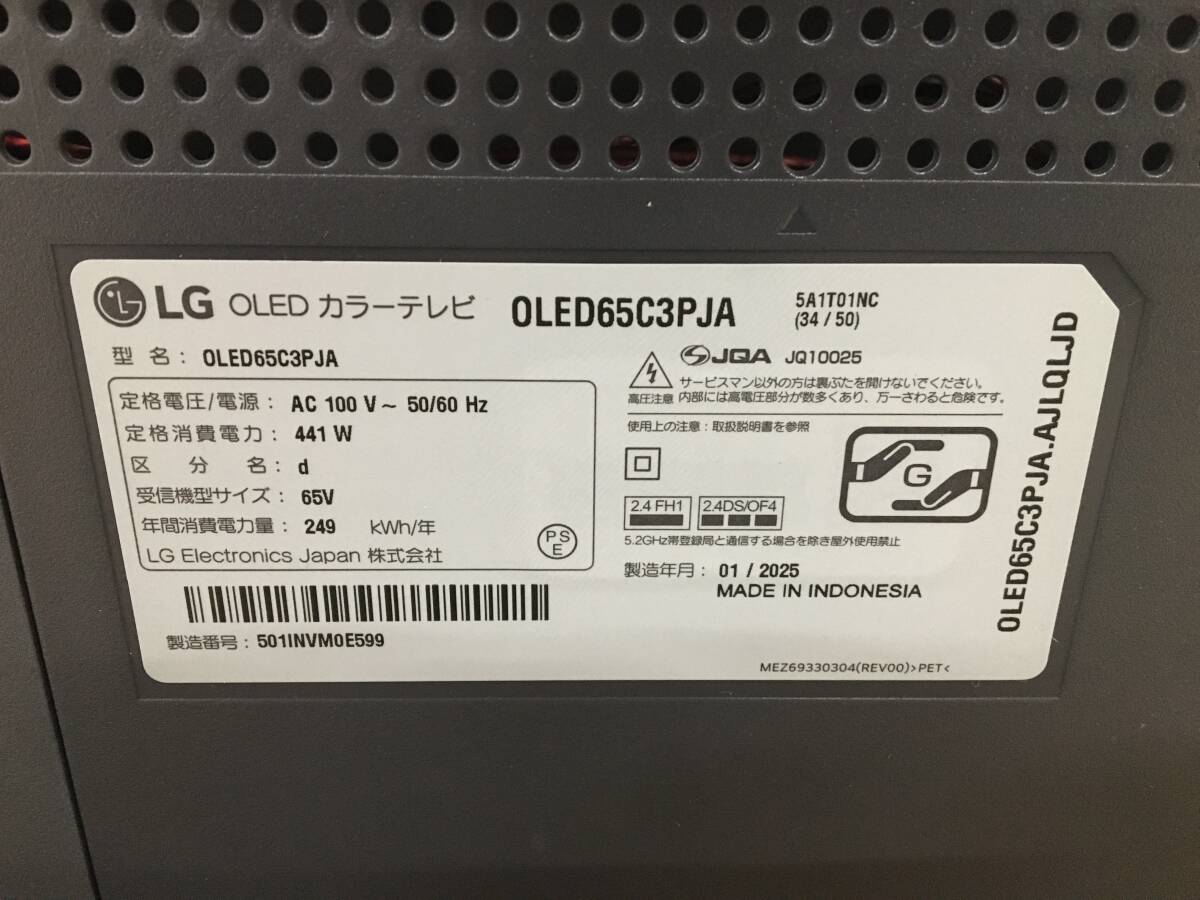 LG OLED カラーテレビ OLED65C3PJA
5A1T01NC
(34 / 50)
型 名 : OLED65C3PJA
定格電圧/電源 : AC 100 V~ 50/60 Hz
定格消費電力 : 441 W
区 分 名 : d
受信機型サイズ : 65V
年間消費電力量 : 249 kWh/年
LG Electronics Japan 株式会社
PS
E
製造番号 : 501INVM0E599
JQA JQ10025
サービスマン以外の方は裏ぶたを開けないでください。
高圧注意 内部には高電圧部分が数多くあり、万一さわると危険です。
使用上の注意 : 取扱説明書を参照
G
2.4 FH1 2.4DS/OF4
5.2GHz帯登録局と通信する場合を除き屋外使用禁止
製造年月 : 01 / 2025
MADE IN INDONESIA
MEZ69330304(REV00)>PET<
OLED65C3PJA.AJLQLJD